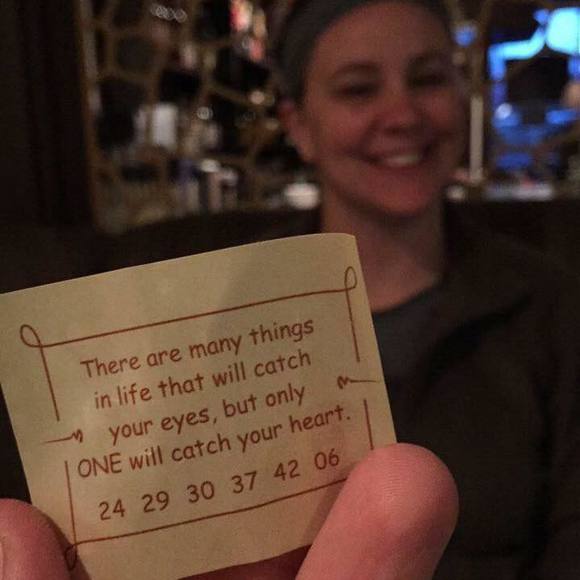 There are many things
in life that will catch
your eyes, but only
ONE will catch your heart.
24 29 30 37 42 06